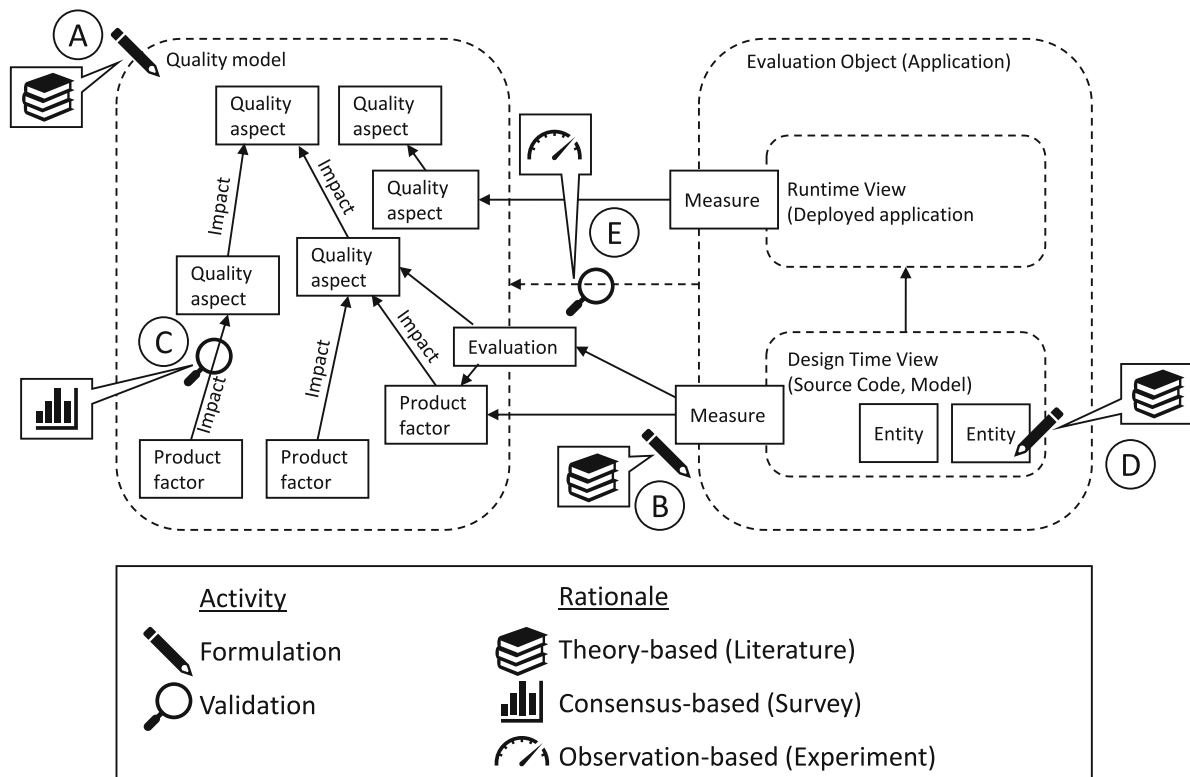 A
Quality model
Evaluation Object (Application)
Quality
aspect
Quality
aspect
Impact
Impact
Quality
aspect
Measure
Runtime View
(Deployed application
E
Quality
aspect
Quality
aspect
C
Impact
Impact
Impact
Evaluation
Design Time View
(Source Code, Model)
Product
factor
Measure
Entity
Entity
Product
factor
Product
factor
B
D
Activity
Rationale
Formulation
Theory-based (Literature)
Validation
Consensus-based (Survey)
Observation-based (Experiment)